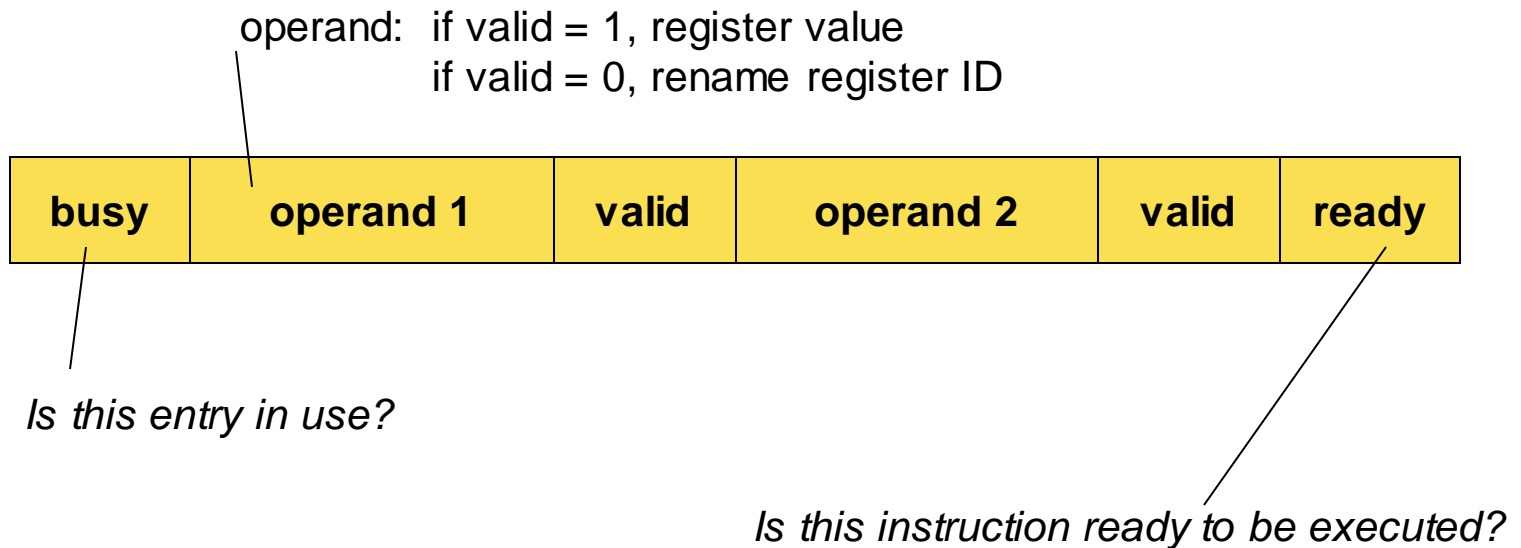 operand: if valid = 1, register value
if valid = 0, rename register ID
busy operand 1 valid operand 2 valid ready
Is this entry in use?
Is this instruction ready to be executed?